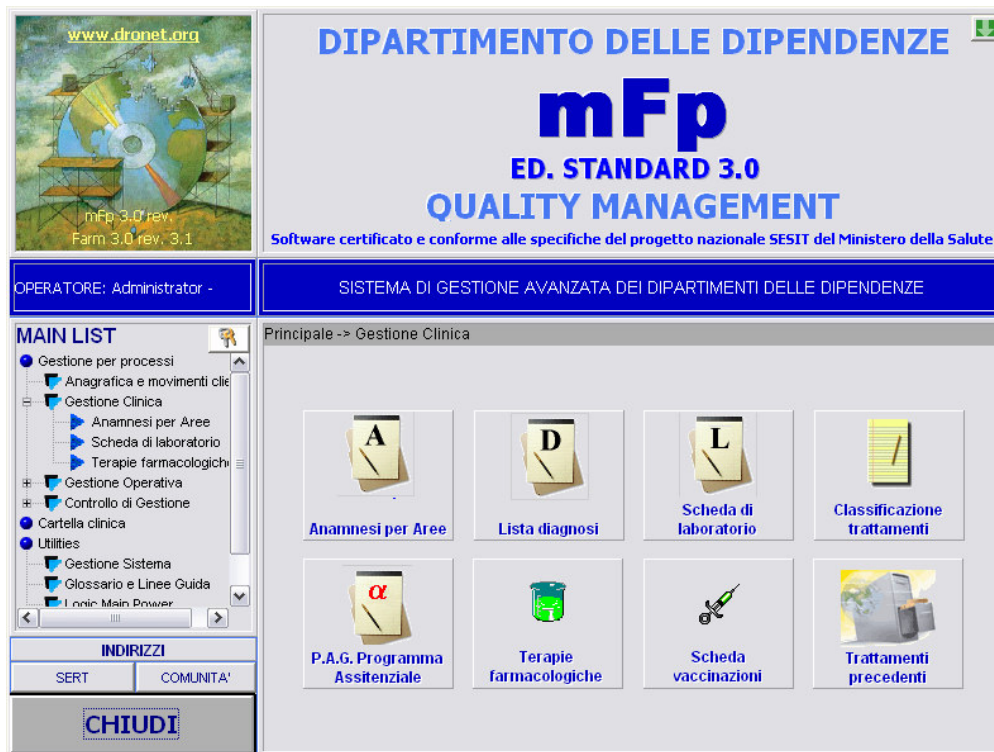 www.dronet.org
mFp 3.0 rev.
Farm 3.0 rev. 3.1
DIPARTIMENTO DELLE DIPENDENZE
mFp
ED. STANDARD 3.0
QUALITY MANAGEMENT
Software certificato e conforme alle specifiche del progetto nazionale SESIT del Ministero della Salute
OPERATORE: Administrator -
SISTEMA DI GESTIONE AVANZATA DEI DIPARTIMENTI DELLE DIPENDENZE
MAIN LIST
Gestione per processi
Anagrafica e movimenti clie
Gestione Clinica
Anamnesi per Aree
Scheda di laboratorio
Terapie farmacologich
Gestione Operativa
Controllo di Gestione
Cartella clinica
Utilities
Gestione Sistema
Glossario e Linee Guida
Logic Main Power
INDIRIZZI
SERT
COMUNITA'
CHIUDI
Principale -> Gestione Clinica
A
Anamnesi per Aree
D
Lista diagnosi
L
Scheda di
laboratorio
Classificazione
trattamenti
α
P.A.G. Programma
Assitenziale
Terapie
farmacologiche
Scheda
vaccinazioni
Trattamenti
precedenti